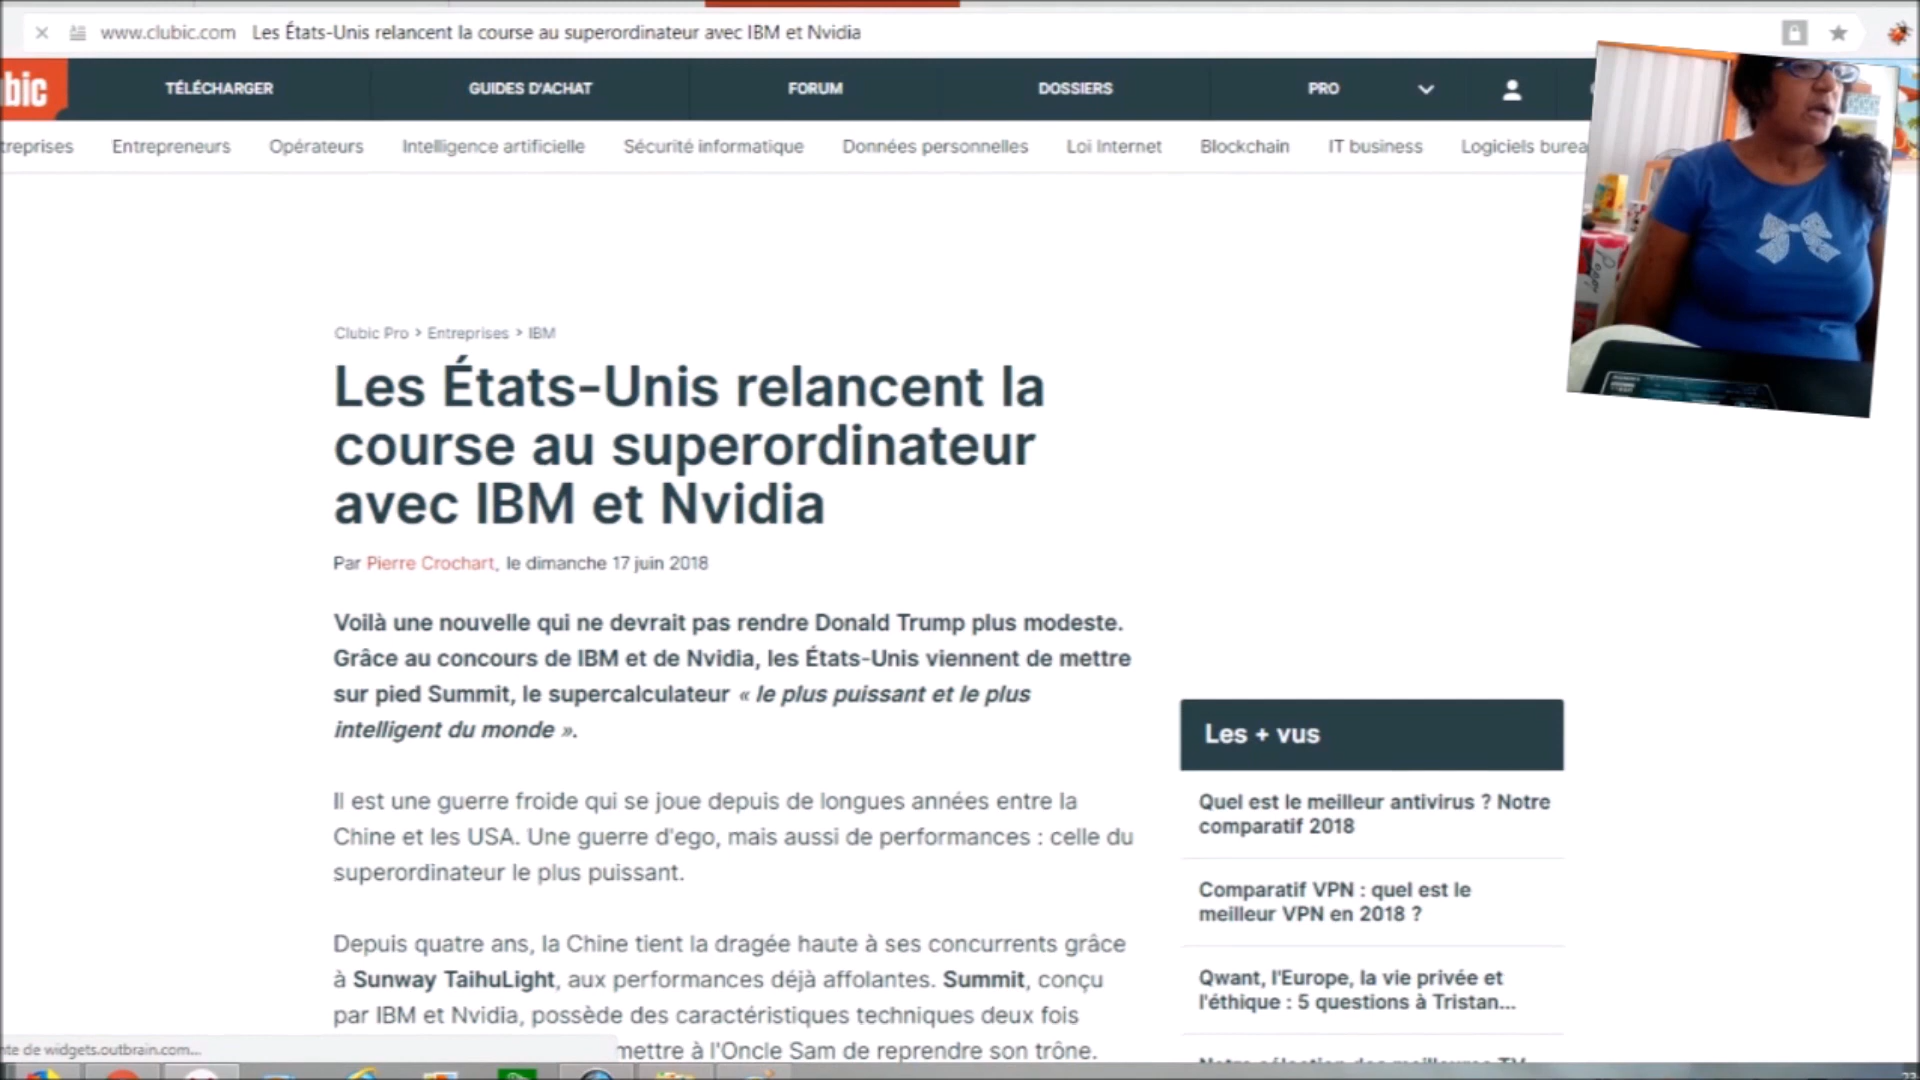 www.clubic.com Les États-Unis relancent la course au superordinateur avec IBM et Nvidia
bic TÉLÉCHARGER GUIDES D'ACHAT FORUM DOSSIERS PRO
treprises Entrepreneurs Opérateurs Intelligence artificielle Sécurité informatique Données personnelles Loi Internet Blockchain IT business Logiciels burea
Clubic Pro > Entreprises > IBM
Les États-Unis relancent la
course au superordinateur
avec IBM et Nvidia
Par Pierre Crochart, le dimanche 17 juin 2018
Voilà une nouvelle qui ne devrait pas rendre Donald Trump plus modeste.
Grâce au concours de IBM et de Nvidia, les États-Unis viennent de mettre
sur pied Summit, le supercalculateur « le plus puissant et le plus
intelligent du monde ».
Il est une guerre froide qui se joue depuis de longues années entre la
Chine et les USA. Une guerre d'ego, mais aussi de performances : celle du
superordinateur le plus puissant.
Depuis quatre ans, la Chine tient la dragée haute à ses concurrents grâce
à Sunway TaihuLight, aux performances déjà affolantes. Summit, conçu
par IBM et Nvidia, possède des caractéristiques techniques deux fois
mettre à l'Oncle Sam de reprendre son trône.
nte de widgets.outbrain.com...
Les + vus
Quel est le meilleur antivirus ? Notre
comparatif 2018
Comparatif VPN : quel est le
meilleur VPN en 2018 ?
Qwant, l'Europe, la vie privée et
l'éthique : 5 questions à Tristan...